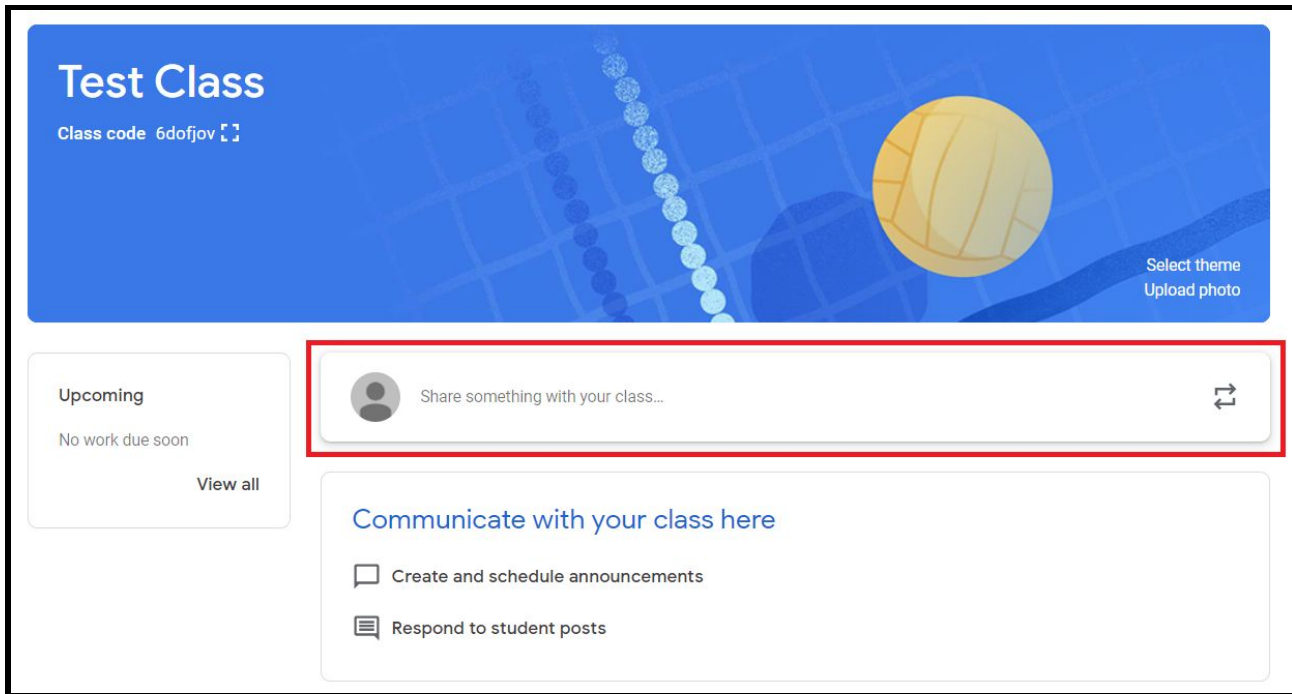 Test Class
Class code 6dofjov
Select theme
Upload photo
Upcoming
No work due soon
View all
Share something with your class...
Communicate with your class here
Create and schedule announcements
Respond to student posts